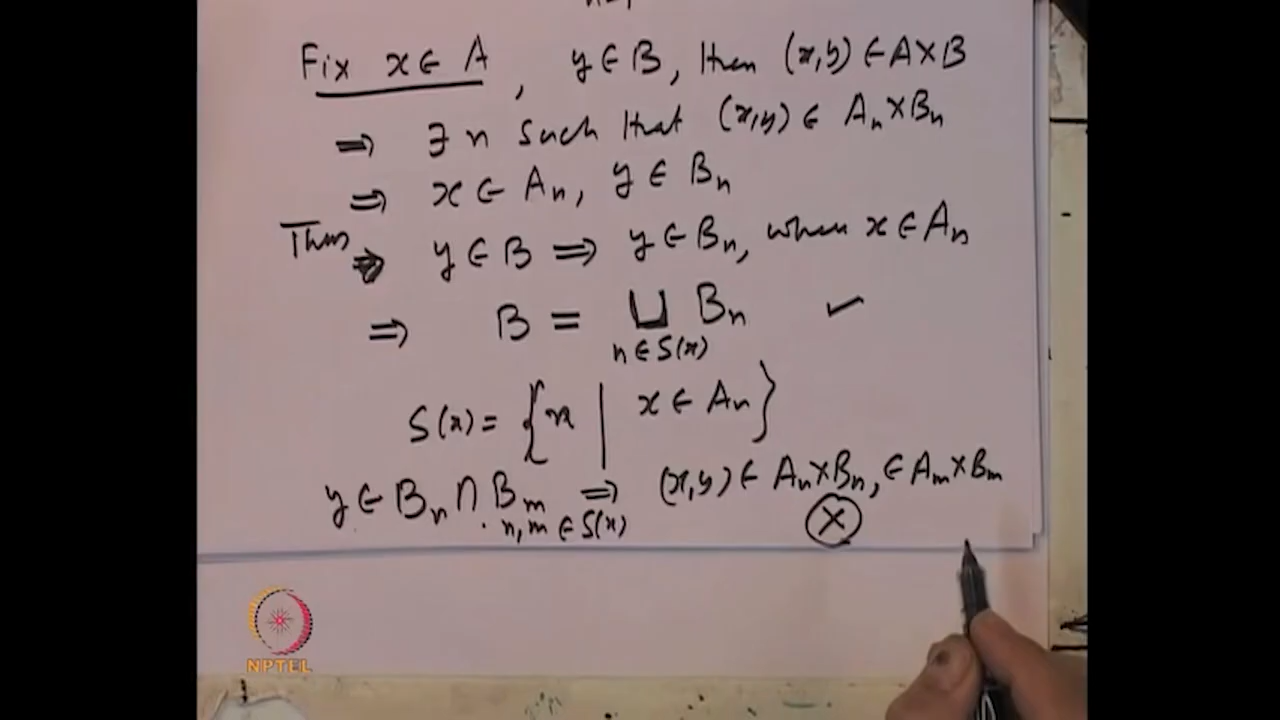 Fix x ∈ A, y ∈ B, then (x,y) ∈ A×B
⇒ ∃ n such that (x,y) ∈ Aₙ×Bₙ
⇒ x ∈ Aₙ, y ∈ Bₙ
Thus ⇒ y ∈ B ⇒ y ∈ Bₙ, when x ∈ Aₙ
⇒ B = ⊔ Bₙ ✓
n ∈ S(x)
S(x) = {n | x ∈ Aₙ}
y ∈ Bₙ ∩ Bₘ ⇒ (x,y) ∈ Aₙ×Bₙ, ∈ Aₘ×Bₘ
n,m ∈ S(x) ⊗
NPTEL